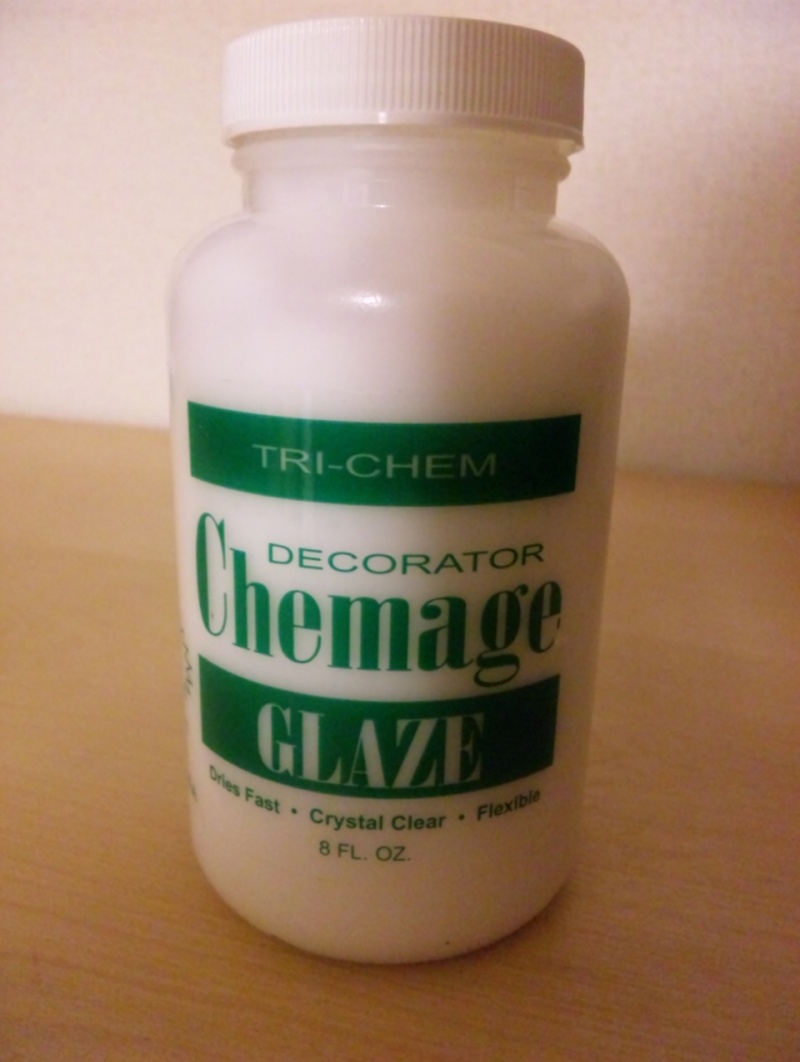 TRI-CHEM
DECORATOR
Chemage
GLAZE
Dries Fast • Crystal Clear • Flexible
8 FL. OZ.